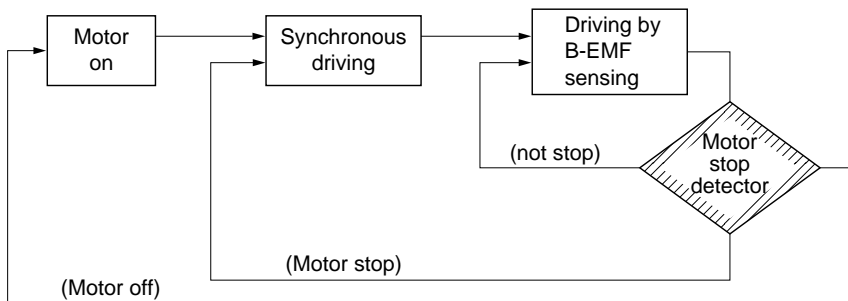 Motor
on
Synchronous
driving
Driving by
B-EMF
sensing
(not stop)
Motor
stop
detector
(Motor stop)
(Motor off)